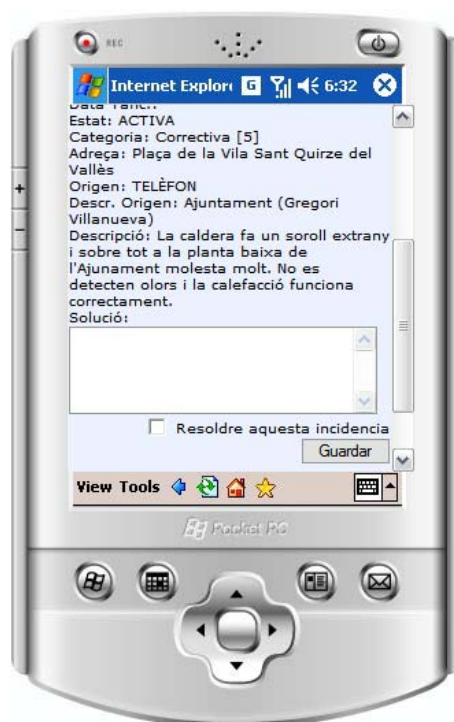 REC
Internet Explor G 6:32
Data Tanc.:
Estat: ACTIVA
Categoria: Correctiva [5]
Adreça: Plaça de la Vila Sant Quirze del
Vallès
Origen: TELÈFON
Descr. Origen: Ajuntament (Gregori
Villanueva)
Descripció: La caldera fa un soroll extrany
i sobre tot a la planta baixa de
l'Ajunament molesta molt. No es
detecten olors i la calefacció funciona
correctament.
Solució:
Resoldre aquesta incidencia
Guardar
View Tools
Pocket PC
+
-